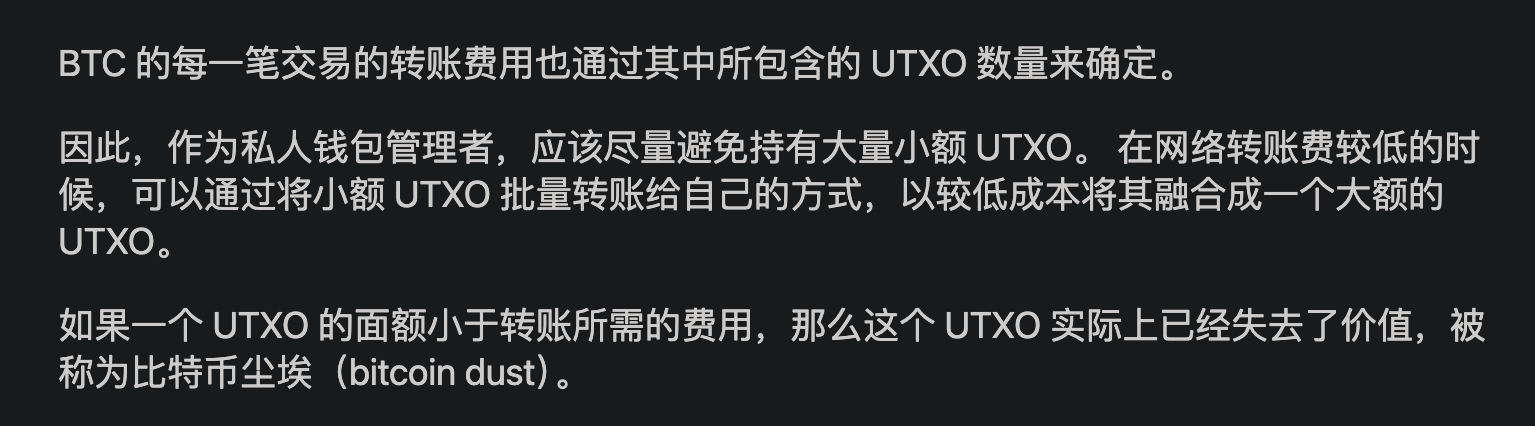 BTC 的每一笔交易的转账费用也通过其中所包含的 UTXO 数量来确定。
因此，作为私人钱包管理者，应该尽量避免持有大量小额 UTXO。 在网络转账费较低的时
候，可以通过将小额 UTXO 批量转账给自己的方式，以较低成本将其融合成一个大额的
UTXO。
如果一个 UTXO 的面额小于转账所需的费用，那么这个 UTXO 实际上已经失去了价值，被
称为比特币尘埃（bitcoin dust）。